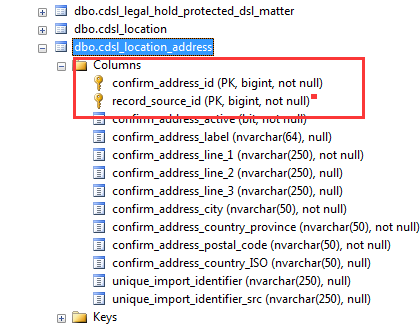 dbo.cdsl_legal_hold_protected_dsl_matter
dbo.cdsl_location
dbo.cdsl_location_address
Columns
confirm_address_id (PK, bigint, not null)
record_source_id (PK, bigint, not null)
confirm_address_active (bit, not null)
confirm_address_label (nvarchar(64), null)
confirm_address_line_1 (nvarchar(250), not null)
confirm_address_line_2 (nvarchar(250), null)
confirm_address_line_3 (nvarchar(250), null)
confirm_address_city (nvarchar(50), not null)
confirm_address_country_province (nvarchar(50), not null)
confirm_address_postal_code (nvarchar(50), not null)
confirm_address_country_ISO (nvarchar(50), null)
unique_import_identifier (nvarchar(250), null)
unique_import_identifier_src (nvarchar(250), null)
Keys